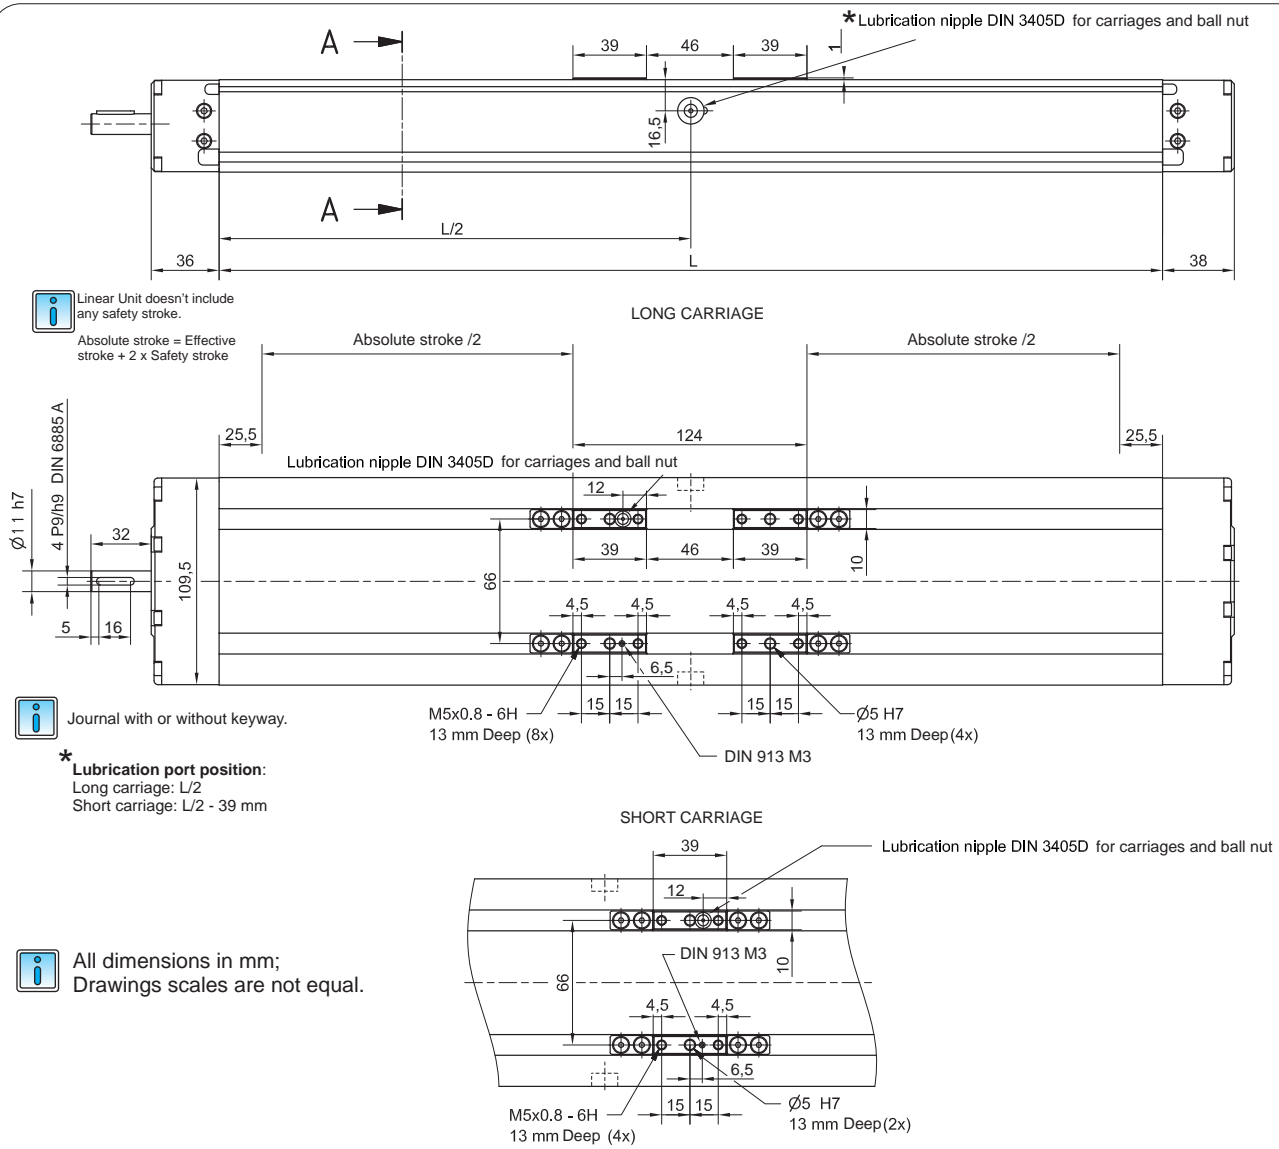 *Lubrication nipple DIN 3405D for carriages and ball nut
A
39
46
39
1
16,5
A
L/2
36
L
38
Linear Unit doesn't include
any safety stroke.
Absolute stroke = Effective
stroke + 2 x Safety stroke
LONG CARRIAGE
Absolute stroke /2
Absolute stroke /2
25,5
124
25,5
Lubrication nipple DIN 3405D for carriages and ball nut
12
Ø11 h7
4 P9/h9 DIN 6885 A
32
109,5
39
46
39
10
66
4,5
4,5
4,5
4,5
5
16
6,5
15
15
15
15
M5x0.8 - 6H
13 mm Deep (8x)
Ø5 H7
13 mm Deep(4x)
DIN 913 M3
Journal with or without keyway.
*Lubrication port position:
Long carriage: L/2
Short carriage: L/2 - 39 mm
SHORT CARRIAGE
39
Lubrication nipple DIN 3405D for carriages and ball nut
12
DIN 913 M3
10
66
4,5
4,5
6,5
15
15
M5x0.8 - 6H
13 mm Deep (4x)
Ø5 H7
13 mm Deep(2x)
All dimensions in mm;
Drawings scales are not equal.